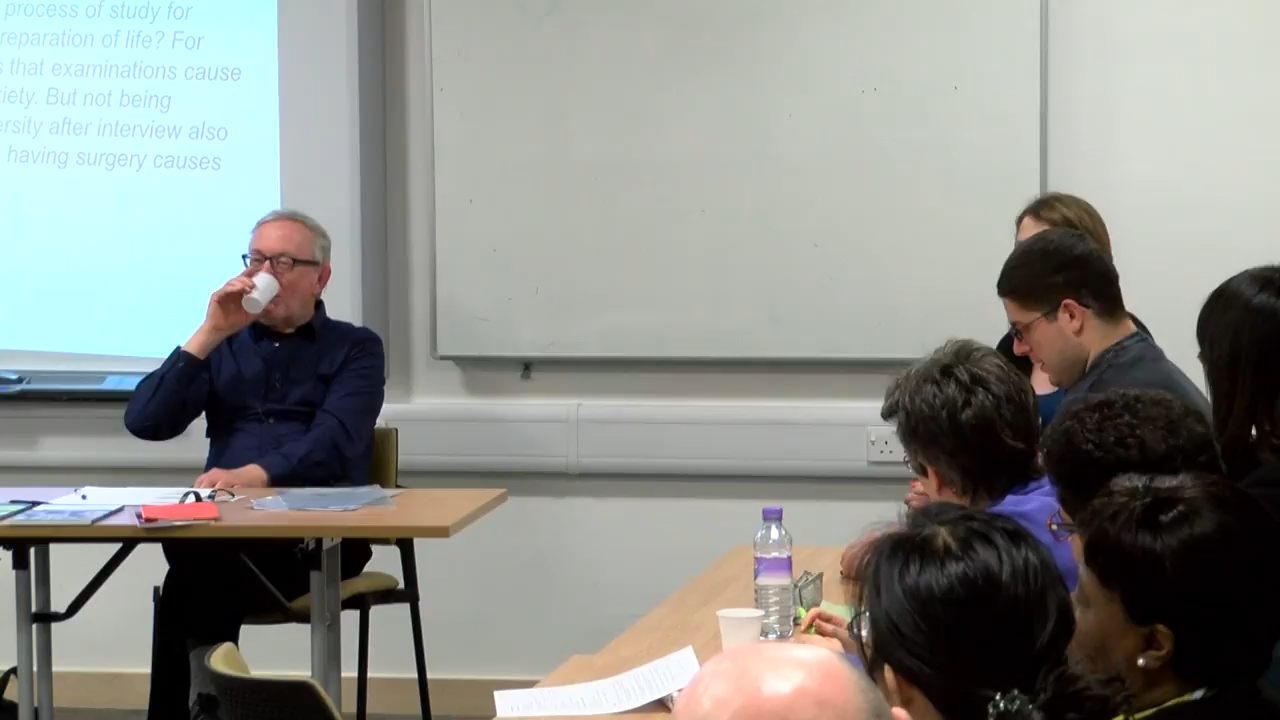 process of study for
reparation of life? For
s that examinations cause
iety. But not being
ersity after interview also
having surgery causes